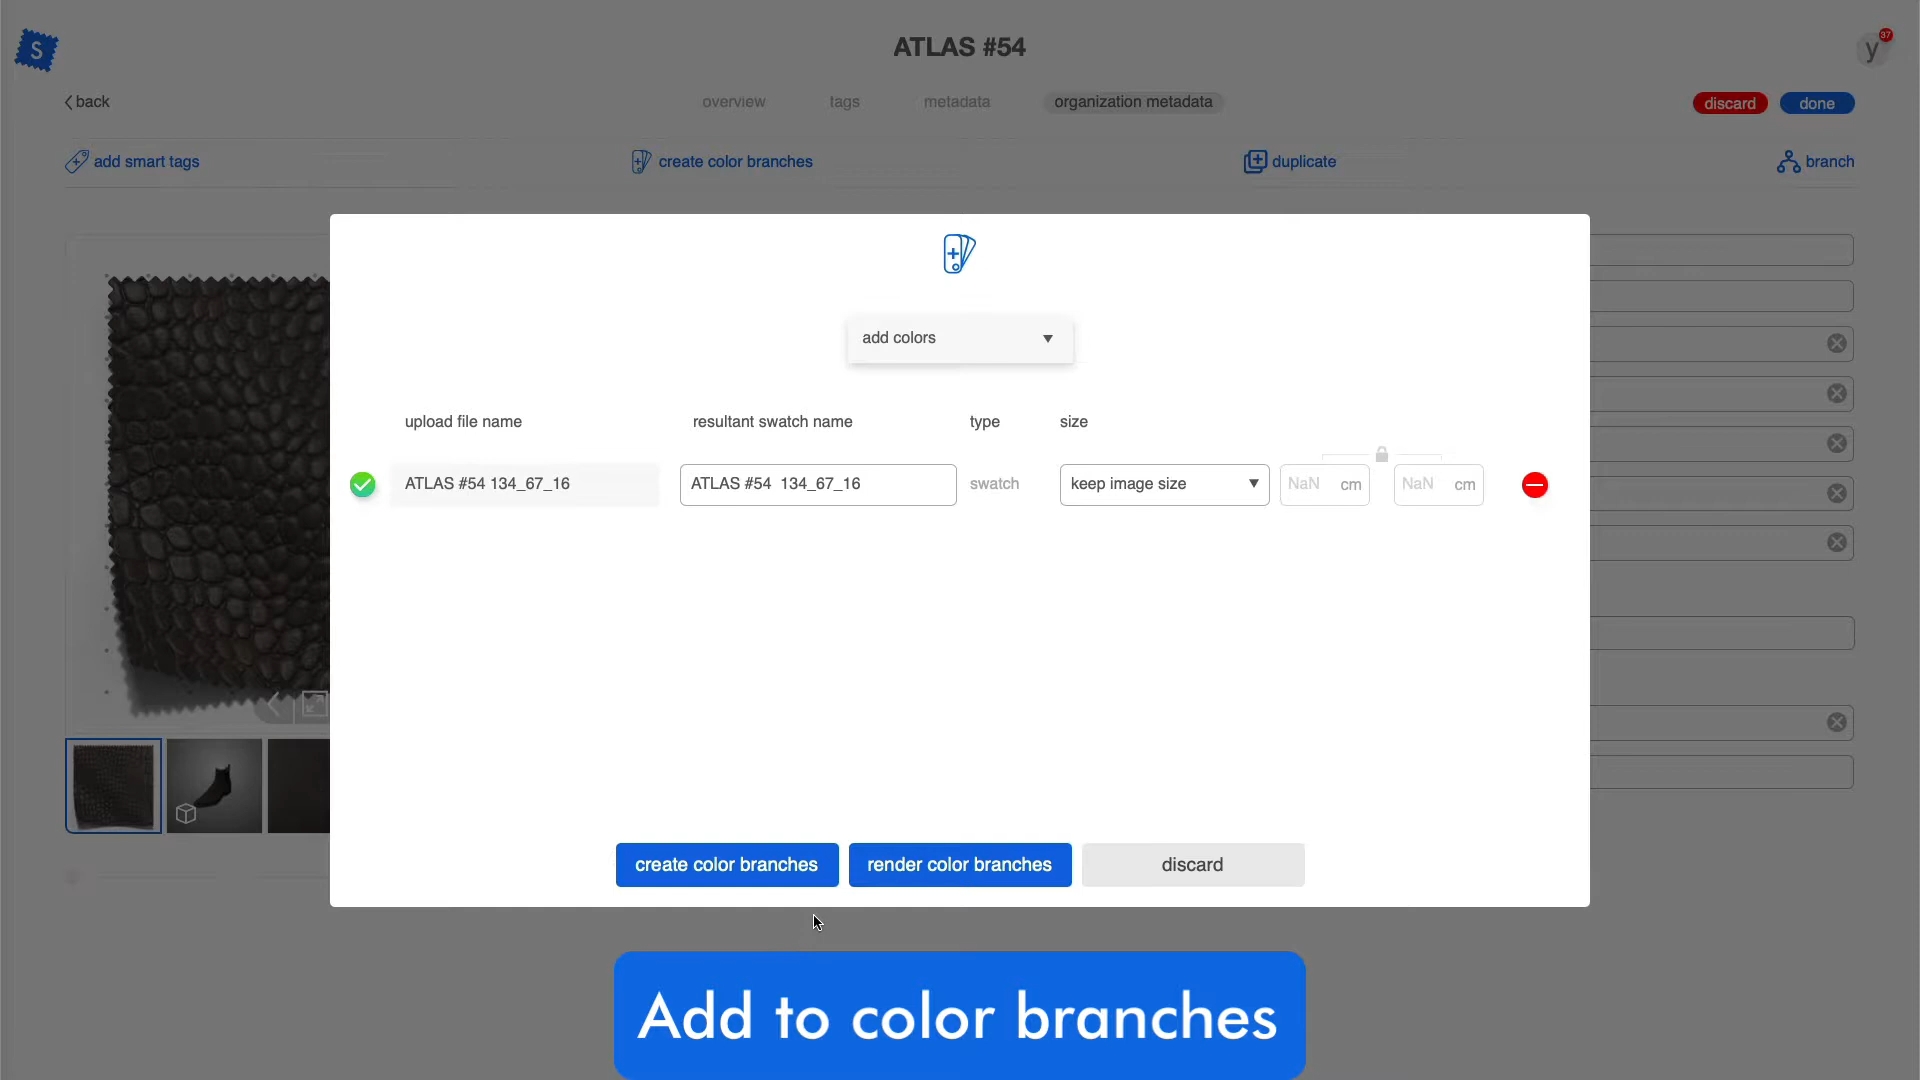 S
ATLAS #54
y
37
back
overview
tags
metadata
organization metadata
discard
done
add smart tags
create color branches
duplicate
branch
add colors
upload file name
resultant swatch name
type
size
ATLAS #54 134_67_16
ATLAS #54  134_67_16
swatch
keep image size
NaN cm
NaN cm
create color branches
render color branches
discard
Add to color branches